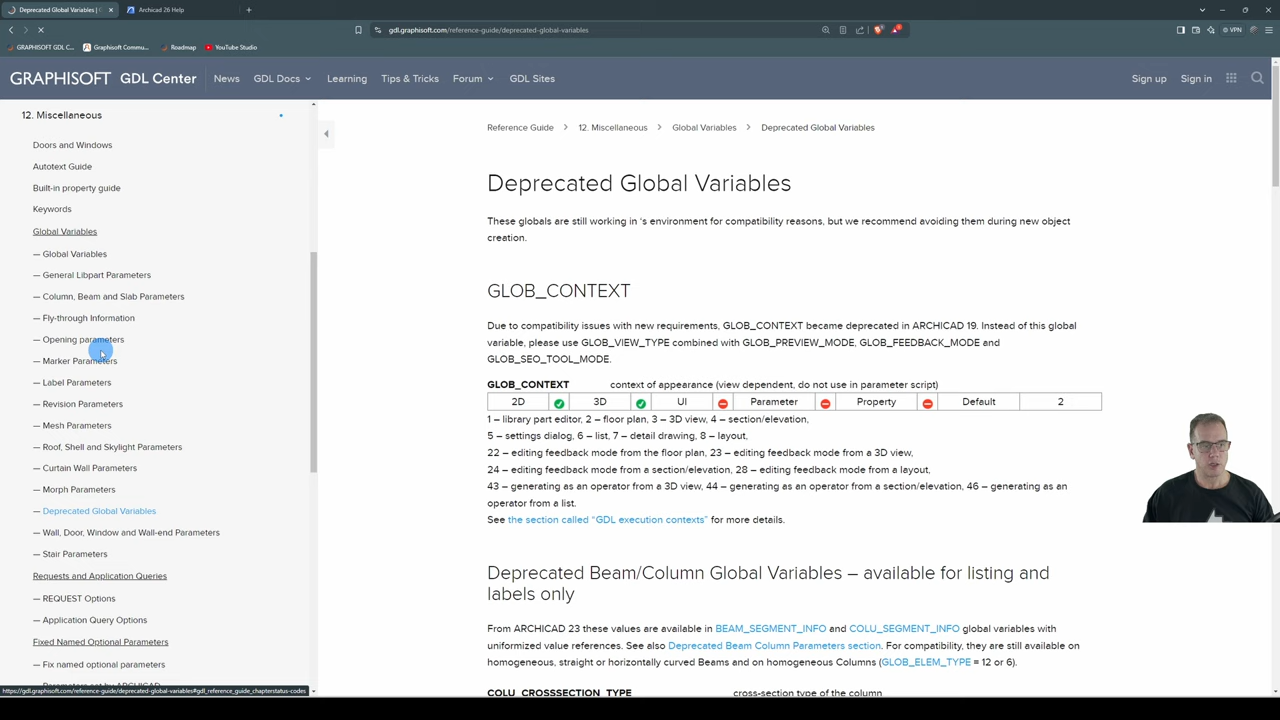 Deprecated Global Variables | G
Archicad 26 Help
gdl.graphisoft.com/reference-guide/deprecated-global-variables
VPN
GRAPHISOFT GDL C...
Graphisoft Commu...
Roadmap
YouTube Studio
GRAPHISOFT GDL Center
News
GDL Docs
Learning
Tips & Tricks
Forum
GDL Sites
Sign up
Sign in
12. Miscellaneous
Doors and Windows
Autotext Guide
Built-in property guide
Keywords
Global Variables
— Global Variables
— General Libpart Parameters
— Column, Beam and Slab Parameters
— Fly-through Information
— Opening parameters
— Marker Parameters
— Label Parameters
— Revision Parameters
— Mesh Parameters
— Roof, Shell and Skylight Parameters
— Curtain Wall Parameters
— Morph Parameters
— Deprecated Global Variables
— Wall, Door, Window and Wall-end Parameters
— Stair Parameters
Requests and Application Queries
— REQUEST Options
— Application Query Options
Fixed Named Optional Parameters
— Fix named optional parameters
https://gdl.graphisoft.com/reference-guide/deprecated-global-variables#gdl_reference_guide_chapterstatus-codes
Reference Guide > 12. Miscellaneous > Global Variables > Deprecated Global Variables
Deprecated Global Variables
These globals are still working in ‘s environment for compatibility reasons, but we recommend avoiding them during new object
creation.
GLOB_CONTEXT
Due to compatibility issues with new requirements, GLOB_CONTEXT became deprecated in ARCHICAD 19. Instead of this global
variable, please use GLOB_VIEW_TYPE combined with GLOB_PREVIEW_MODE, GLOB_FEEDBACK_MODE and
GLOB_SEO_TOOL_MODE.
GLOB_CONTEXT context of appearance (view dependent, do not use in parameter script)
2D 3D UI Parameter Property Default 2
1 – library part editor, 2 – floor plan, 3 – 3D view, 4 – section/elevation,
5 – settings dialog, 6 – list, 7 – detail drawing, 8 – layout,
22 – editing feedback mode from the floor plan, 23 – editing feedback mode from a 3D view,
24 – editing feedback mode from a section/elevation, 28 – editing feedback mode from a layout,
43 – generating as an operator from a 3D view, 44 – generating as an operator from a section/elevation, 46 – generating as an
operator from a list.
See the section called “GDL execution contexts” for more details.
Deprecated Beam/Column Global Variables – available for listing and
labels only
From ARCHICAD 23 these values are available in BEAM_SEGMENT_INFO and COLU_SEGMENT_INFO global variables with
uniformized value references. See also Deprecated Beam Column Parameters section. For compatibility, they are still available on
homogeneous, straight or horizontally curved Beams and on homogeneous Columns (GLOB_ELEM_TYPE = 12 or 6).
COLU_CROSSSECTION_TYPE cross-section type of the column